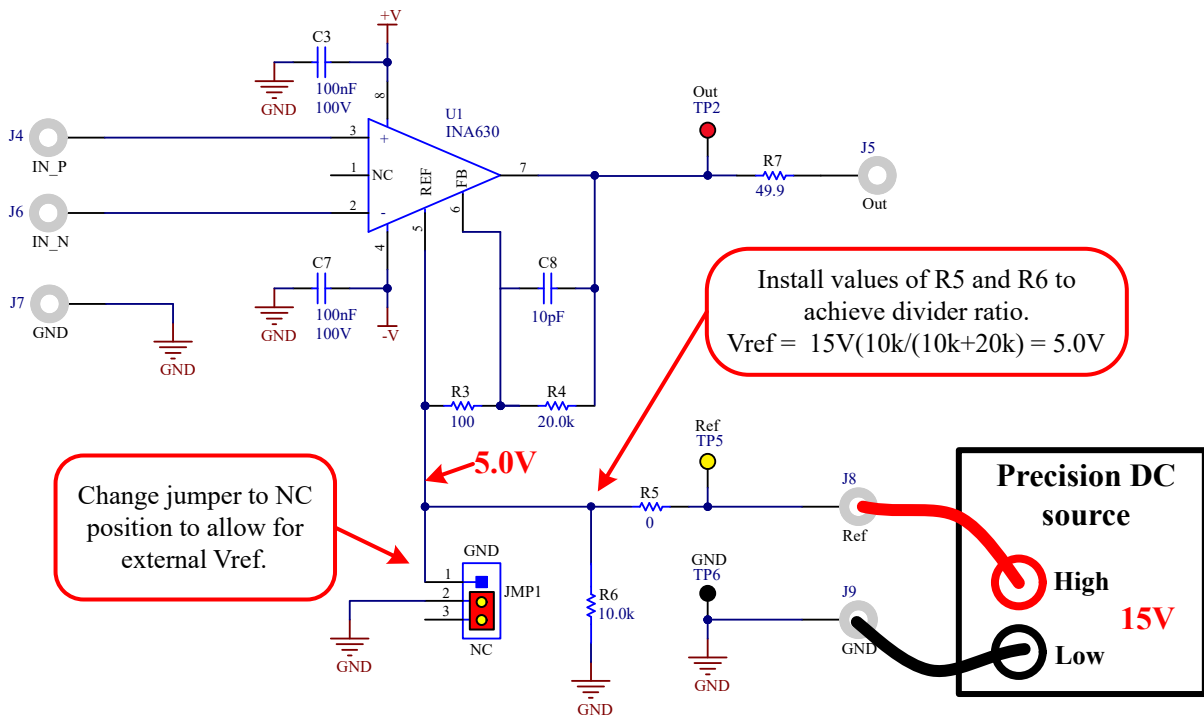 +V
C3
100nF
100V
GND
8
U1
INA630
J4
IN_P
3
+
1
NC
REF
FB
7
Out
TP2
R7
49.9
J5
Out
J6
IN_N
2
-
5
6
4
C7
100nF
100V
GND
-V
J7
GND
GND
C8
10pF
Install values of R5 and R6 to
achieve divider ratio.
Vref = 15V(10k/(10k+20k) = 5.0V
R3
100
R4
20.0k
5.0V
Change jumper to NC
position to allow for
external Vref.
Ref
TP5
R5
0
J8
Ref
Precision DC
source
High
15V
Low
GND
1
2
3
JMP1
NC
GND
R6
10.0k
GND
GND
TP6
GND
J9
GND